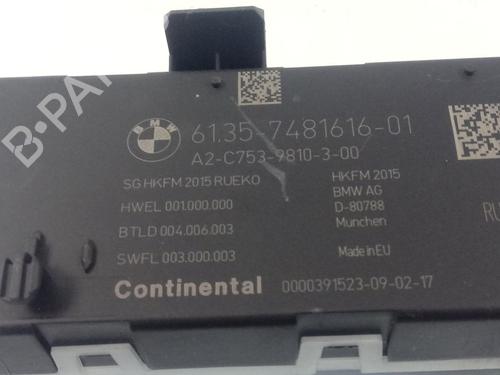 BMW
61.35-7481616-01
A2-C753-9810-3-00
SG HKFM 2015 RUEKO
HWEL 001.000.000
BTLD 004.006.003
SWFL 003.000.003
HKFM 2015
BMW AG
D-80788
Munchen
Made in EU
Continental 0000391523-09-02-17
RU
B-PA